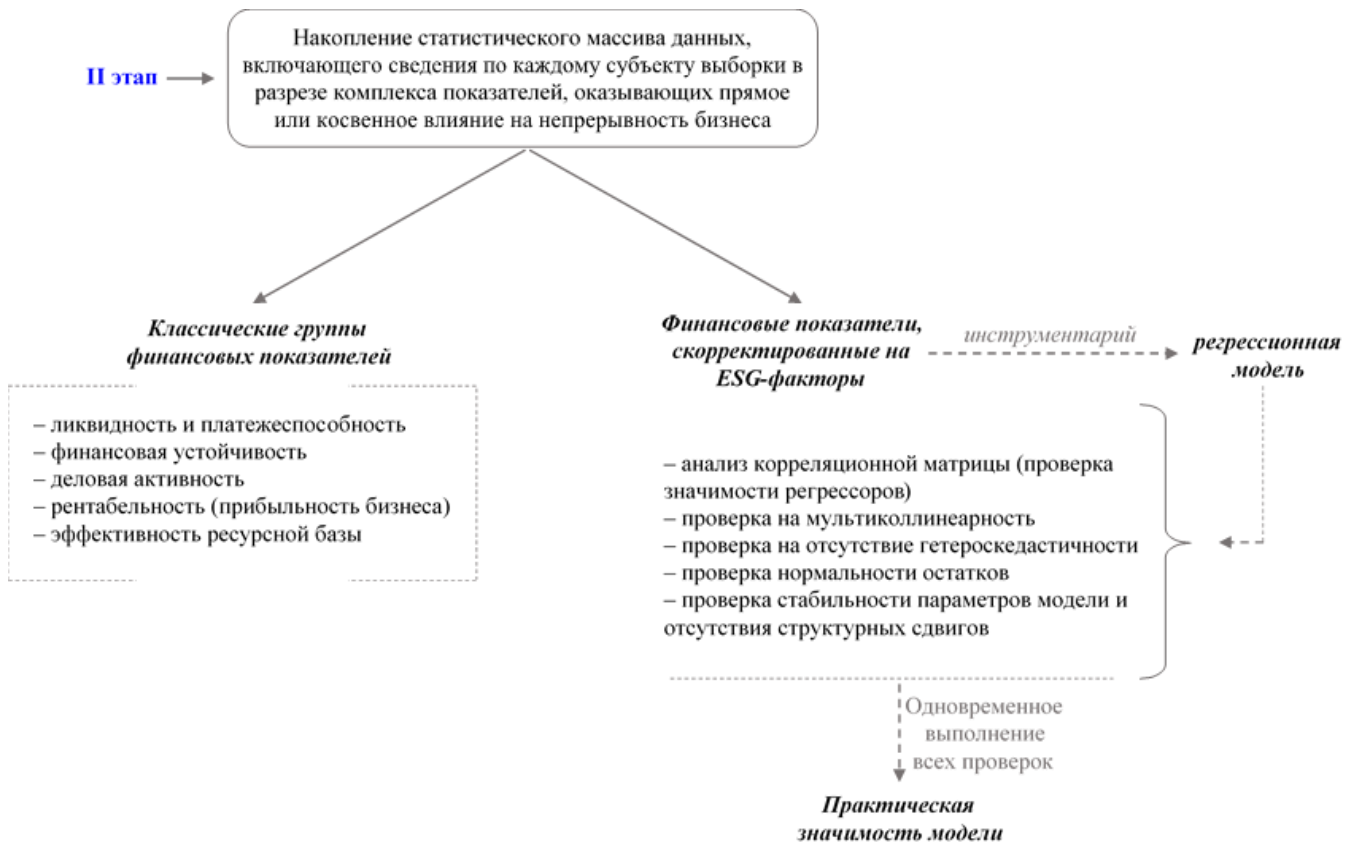 Накопление статистического массива данных,
включающего сведения по каждому субъекту выборки в
разрезе комплекса показателей, оказывающих прямое
или косвенное влияние на непрерывность бизнеса
II этап
Классические группы
финансовых показателей
– ликвидность и платежеспособность
– финансовая устойчивость
– деловая активность
– рентабельность (прибыльность бизнеса)
– эффективность ресурсной базы
Финансовые показатели,
скорректированные на
ESG-факторы
инструментарий
регрессионная
модель
– анализ корреляционной матрицы (проверка
значимости регрессоров)
– проверка на мультиколлинеарность
– проверка на отсутствие гетероскедастичности
– проверка нормальности остатков
– проверка стабильности параметров модели и
отсутствия структурных сдвигов
Одновременное
выполнение
всех проверок
Практическая
значимость модели